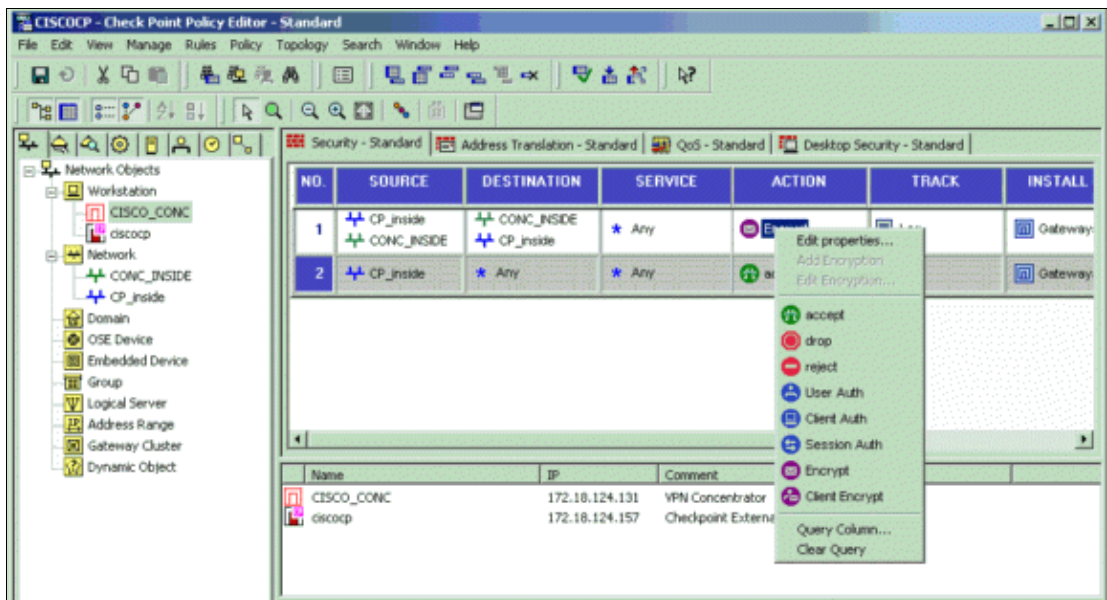 CISCOCP - Check Point Policy Editor - Standard
File Edit View Manage Rules Policy Topology Search Window Help
Security - Standard Address Translation - Standard QoS - Standard Desktop Security - Standard
Network Objects
Workstation
CISCO_CONC
ciscocp
Network
CONC_INSIDE
CP_inside
Domain
OSE Device
Embedded Device
Group
Logical Server
Address Range
Gateway Cluster
Dynamic Object
NO. SOURCE DESTINATION SERVICE ACTION TRACK INSTALL
1 CP_inside CONC_INSIDE * Any Gateway
CONC_INSIDE CP_inside
2 CP_inside * Any * Any Gateway
Edit properties...
Add Encryption
Edit Encryption...
accept
drop
reject
User Auth
Client Auth
Session Auth
Encrypt
Client Encrypt
Query Column...
Clear Query
Name IP Comment
CISCO_CONC 172.18.124.131 VPN Concentrator
ciscocp 172.18.124.157 Checkpoint Externa